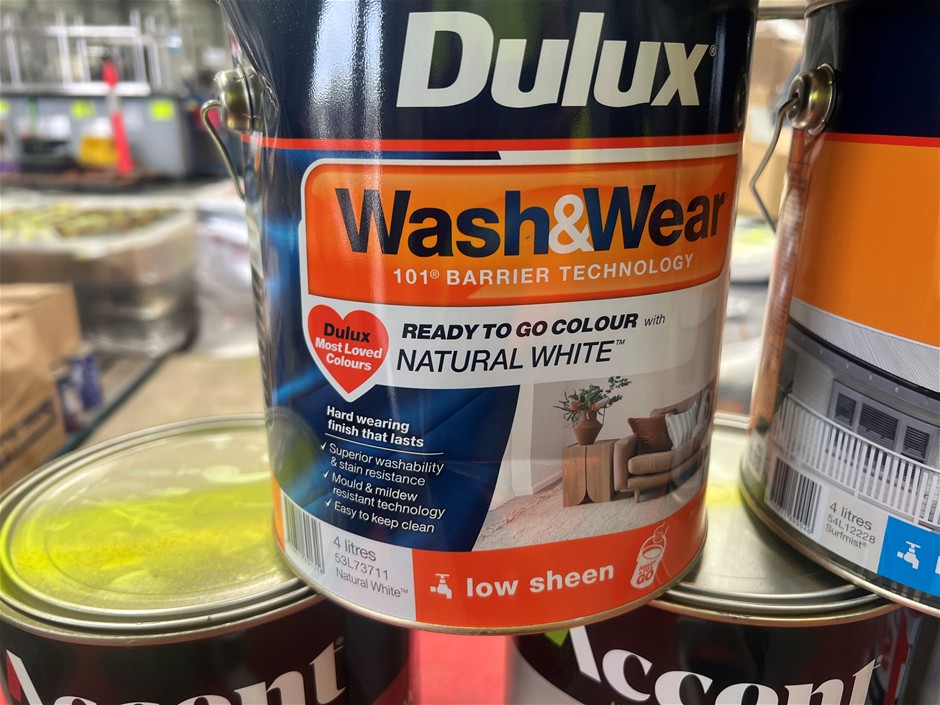 Dulux®
Wash&Wear
101® BARRIER TECHNOLOGY
Dulux
Most Loved
Colours
READY TO GO COLOUR with
NATURAL WHITE™
Hard wearing
finish that lasts
✓ Superior washability
& stain resistance
✓ Mould & mildew
resistant technology
✓ Easy to keep clean
4 litres
53L73711
Natural White™
low sheen
GO
4 litres
54L12228
Surfmist®
Accent®
Accent®